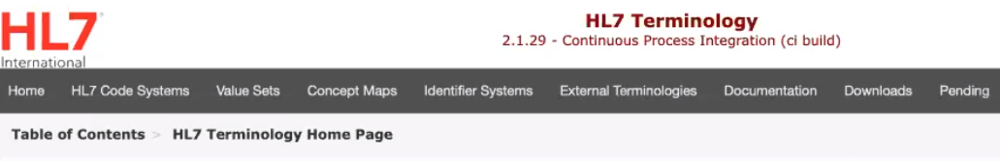 HL7
International
HL7 Terminology
2.1.29 - Continuous Process Integration (ci build)
Home HL7 Code Systems Value Sets Concept Maps Identifier Systems External Terminologies Documentation Downloads Pending
Table of Contents > HL7 Terminology Home Page